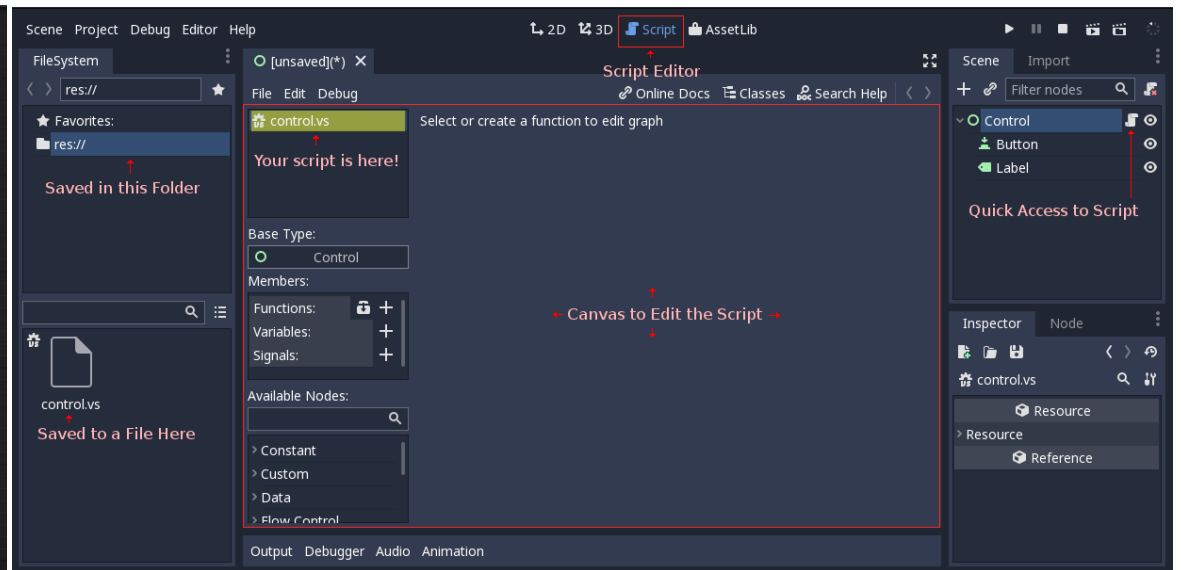 Scene Project Debug Editor Help
2D 3D Script AssetLib
FileSystem
res://
Favorites:
res://
Saved in this Folder
control.vs
Saved to a File Here
[unsaved](*)
Script Editor
File Edit Debug
Online Docs Classes Search Help
control.vs
Your script is here!
Select or create a function to edit graph
Base Type:
Control
Members:
Functions:
Variables:
Signals:
Available Nodes:
Constant
Custom
Data
Flow Control
Canvas to Edit the Script
Output Debugger Audio Animation
Scene Import
Filter nodes
Control
Button
Label
Quick Access to Script
Inspector Node
control.vs
Resource
Resource
Reference